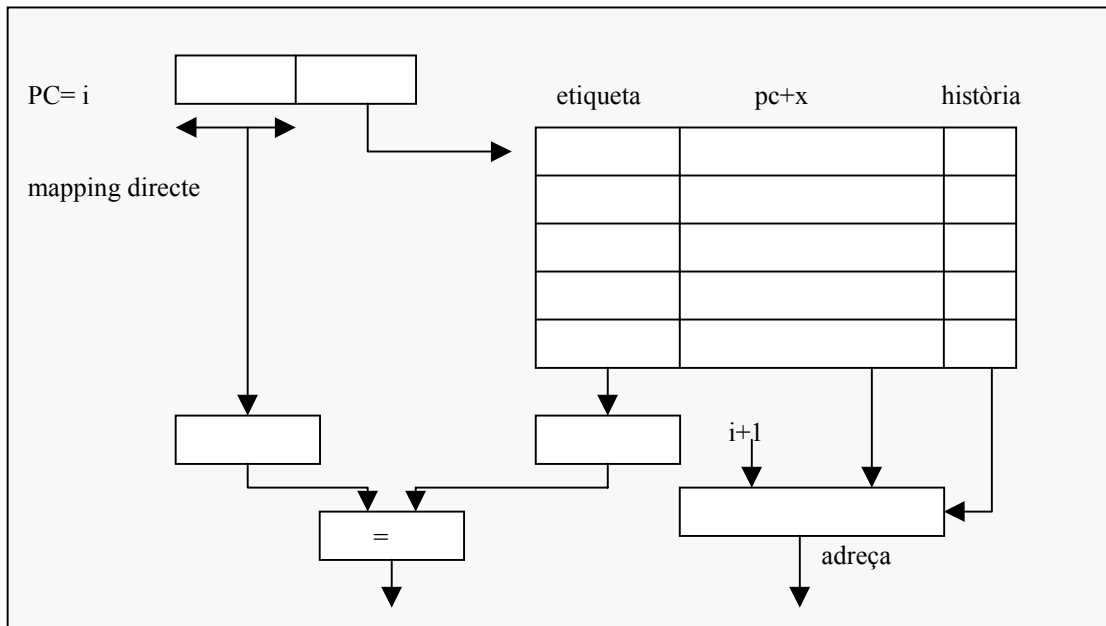 PC= i
etiqueta pc+x història
mapping directe
i+1
=
adreça